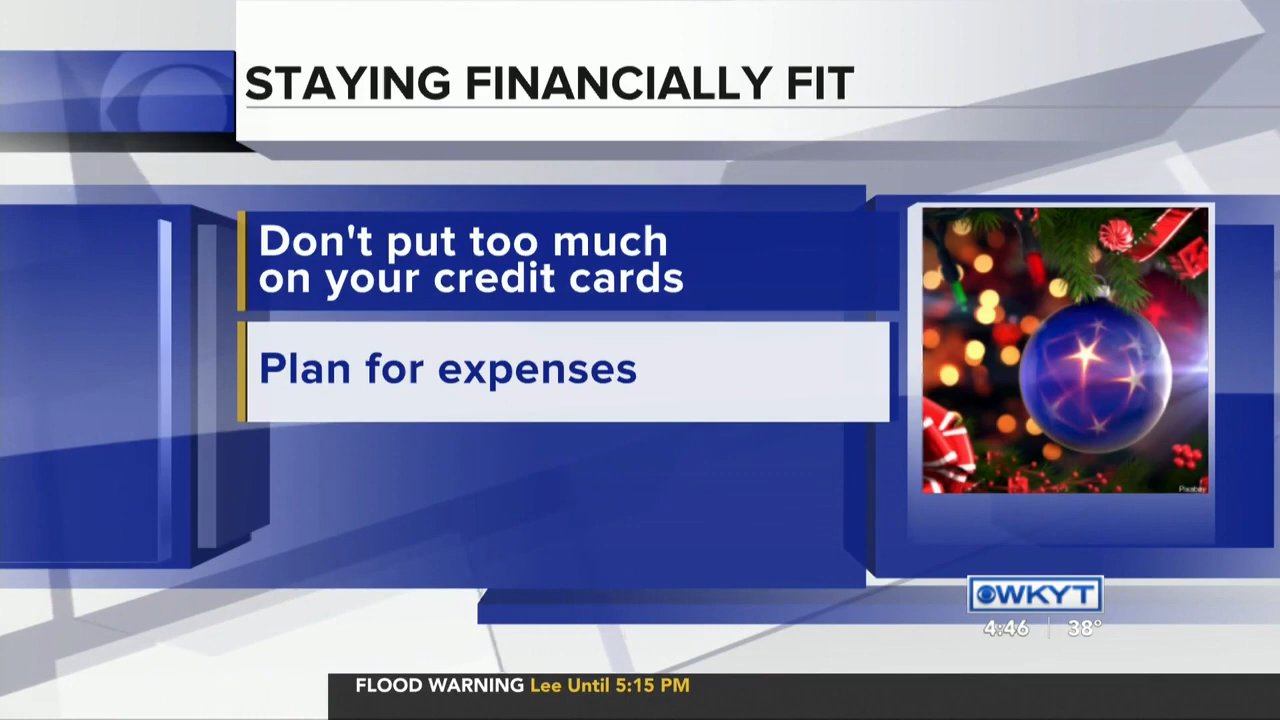 STAYING FINANCIALLY FIT
Don't put too much
on your credit cards
Plan for expenses
Pixabay
WKYT
4:46 38°
FLOOD WARNING Lee Until 5:15 PM